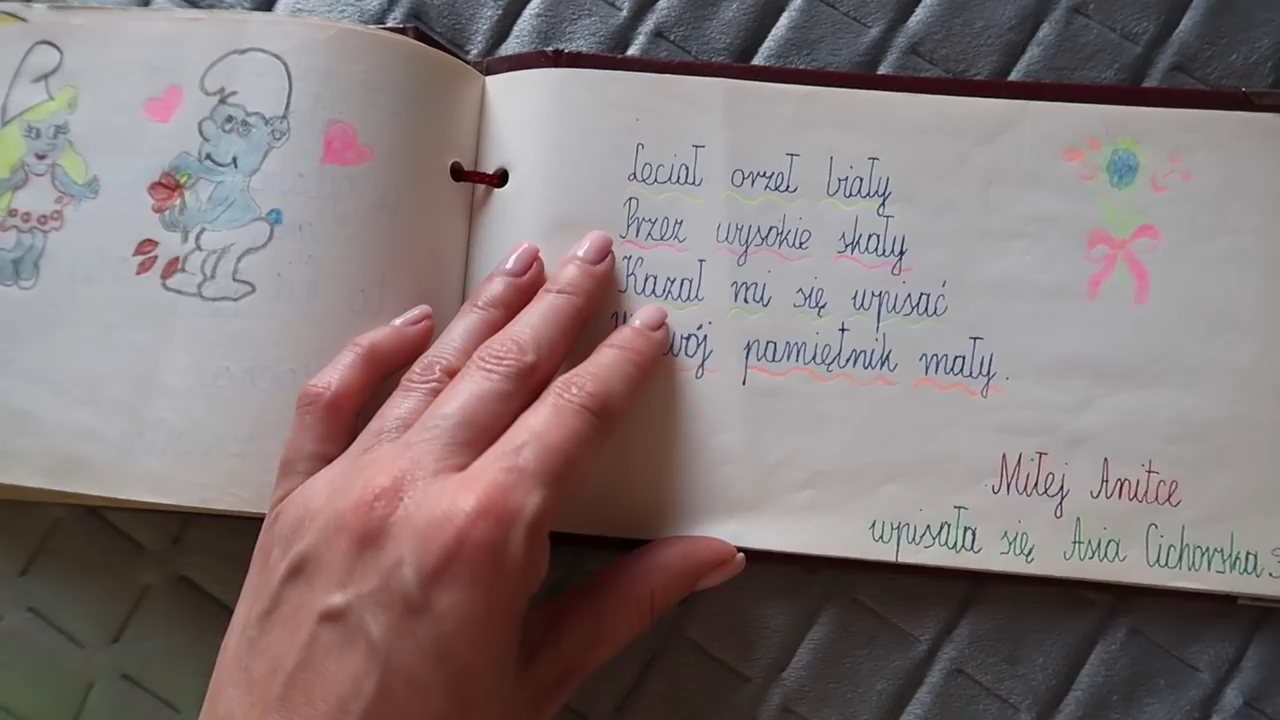 Leciał orzeł biały
Przez wysokie skały
Kazał mi się wpisać
pamiętnik mały.
Miłej Anitce
wpisała się Asia Cichorska